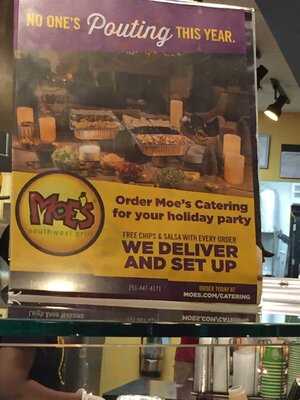 NO ONE'S Pouting THIS YEAR.
MOE'S
southwest grill
Order Moe's Catering
for your holiday party
FREE CHIPS & SALSA WITH EVERY ORDER
WE DELIVER
AND SET UP
ORDER TODAY AT
MOES.COM/CATERING